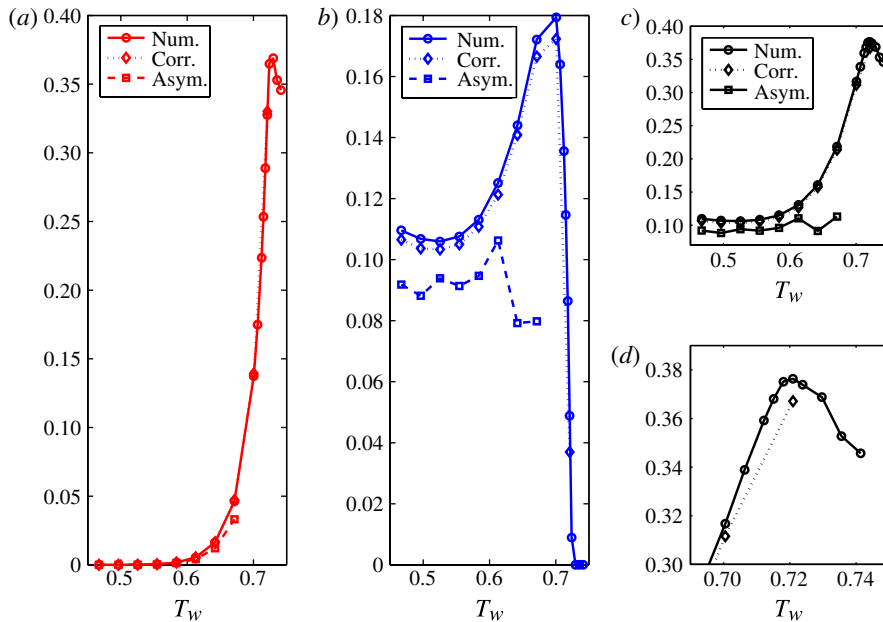 (a)
0.40
0.35
0.30
0.25
0.20
0.15
0.10
0.05
0
Num.
Corr.
Asym.
0.5
0.6
0.7
T_w
(b)
0.18
0.16
0.14
0.12
0.10
0.08
0.06
0.04
0.02
0
Num.
Corr.
Asym.
0.5
0.6
0.7
T_w
(c)
0.40
0.35
0.30
0.25
0.20
0.15
0.10
Num.
Corr.
Asym.
0.5
0.6
0.7
T_w
(d)
0.38
0.36
0.34
0.32
0.30
0.70
0.72
0.74
T_w